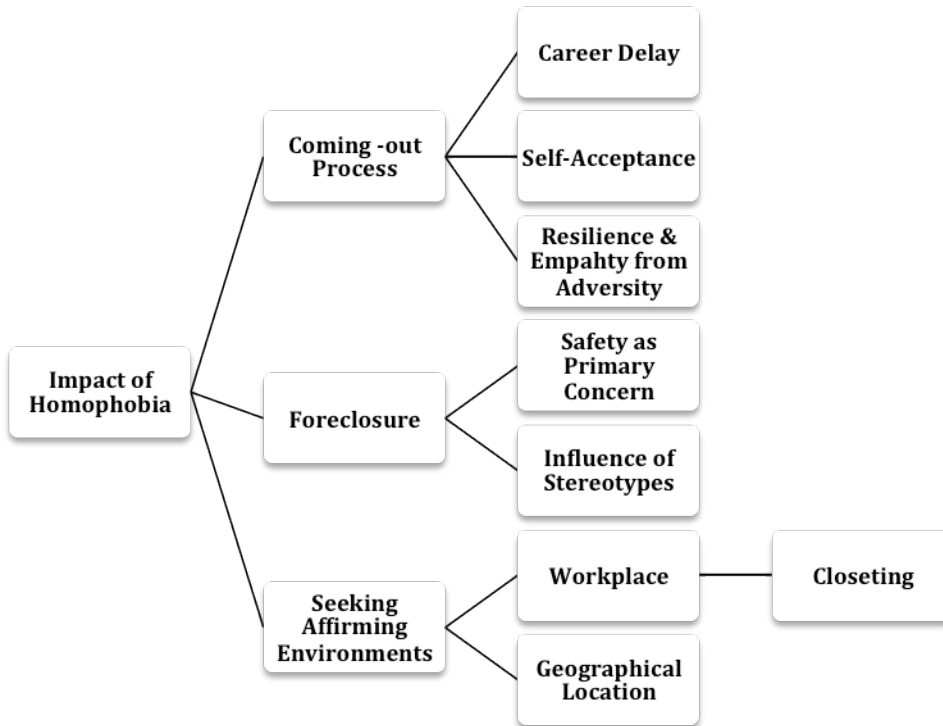 Career Delay
Coming -out
Process
Self-Acceptance
Resilience &
Empahty from
Adversity
Impact of
Homophobia
Foreclosure
Safety as
Primary
Concern
Influence of
Stereotypes
Seeking
Affirming
Environments
Workplace
Closeting
Geographical
Location